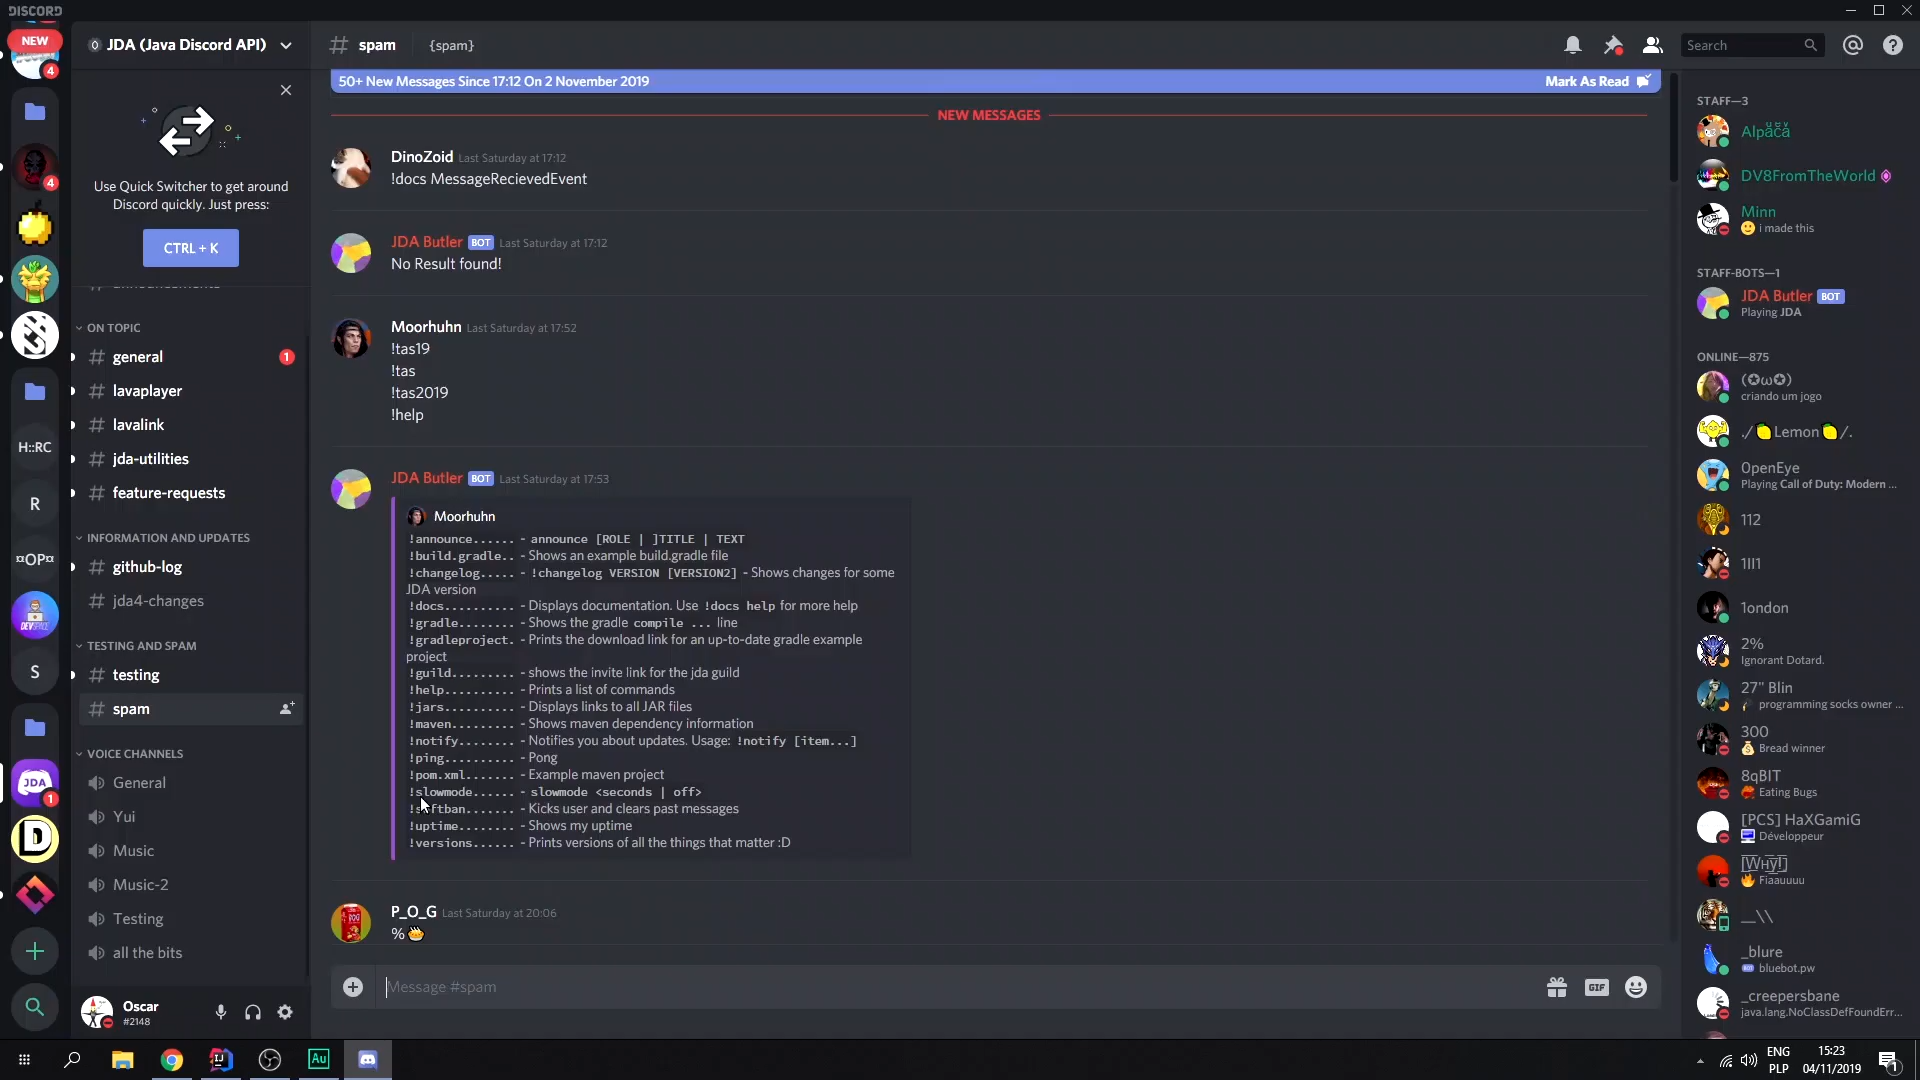 DISCORD
NEW
4
4
H::RC
R
¤OP¤
DEVSPACE
S
JDA
1
D
JDA (Java Discord API)
Use Quick Switcher to get around
Discord quickly. Just press:
CTRL + K
ON TOPIC
general
1
lavaplayer
lavalink
jda-utilities
feature-requests
INFORMATION AND UPDATES
github-log
jda4-changes
TESTING AND SPAM
testing
spam
VOICE CHANNELS
General
Yui
Music
Music-2
Testing
all the bits
Oscar
#2148
# spam {spam}
Search
50+ New Messages Since 17:12 On 2 November 2019 Mark As Read
NEW MESSAGES
DinoZoid Last Saturday at 17:12
!docs MessageRecievedEvent
JDA Butler BOT Last Saturday at 17:12
No Result found!
Moorhuhn Last Saturday at 17:52
!tas19
!tas
!tas2019
!help
JDA Butler BOT Last Saturday at 17:53
Moorhuhn
!announce...... - announce [ROLE | ]TITLE | TEXT
!build.gradle.. - Shows an example build.gradle file
!changelog..... - !changelog VERSION [VERSION2] - Shows changes for some
JDA version
!docs.......... - Displays documentation. Use !docs help for more help
!gradle........ - Shows the gradle compile ... line
!gradleproject. - Prints the download link for an up-to-date gradle example
project
!guild......... - shows the invite link for the jda guild
!help.......... - Prints a list of commands
!jars.......... - Displays links to all JAR files
!maven......... - Shows maven dependency information
!notify........ - Notifies you about updates. Usage: !notify [item...]
!ping.......... - Pong
!pom.xml....... - Example maven project
!slowmode...... - slowmode <seconds | off>
!softban....... - Kicks user and clears past messages
!uptime........ - Shows my uptime
!versions...... - Prints versions of all the things that matter :D
P_O_G Last Saturday at 20:06
%🥧
Message #spam
GIF
STAFF—3
DV8FromTheWorld
Minn
🙂 i made this
STAFF-BOTS—1
JDA Butler BOT
Playing JDA
ONLINE—875
(✪ω✪)
criando um jogo
./🍋Lemon🍋/.
0penEye
Playing Call of Duty: Modern ...
112
1II1
1ondon
2%
Ignorant Dotard.
27" Blin
programming socks owner ...
300
💰 Bread winner
8qBIT
Eating Bugs
[PCS] HaXGamiG
Développeur
🔥 Fiaauuuu
__\\
_blure
bluebot.pw
_creepersbane
java.lang.NoClassDefFoundErr...
Au
ENG
PLP
15:23
04/11/2019
1